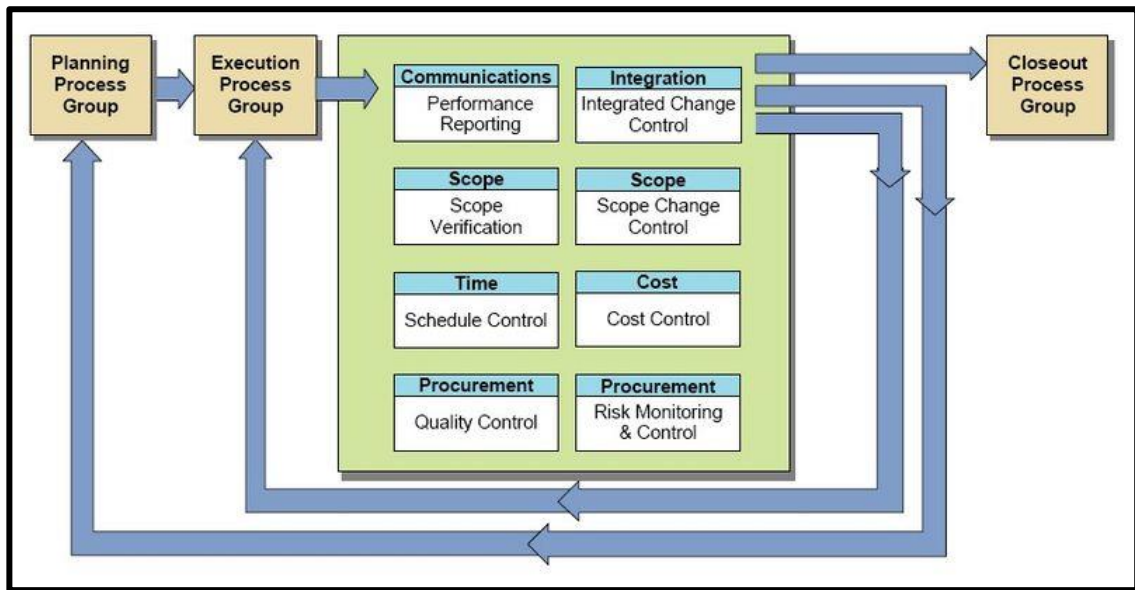 Planning
Process
Group
Execution
Process
Group
Communications
Performance
Reporting
Integration
Integrated Change
Control
Closeout
Process
Group
Scope
Scope
Verification
Scope
Scope Change
Control
Time
Schedule Control
Cost
Cost Control
Procurement
Quality Control
Procurement
Risk Monitoring
& Control